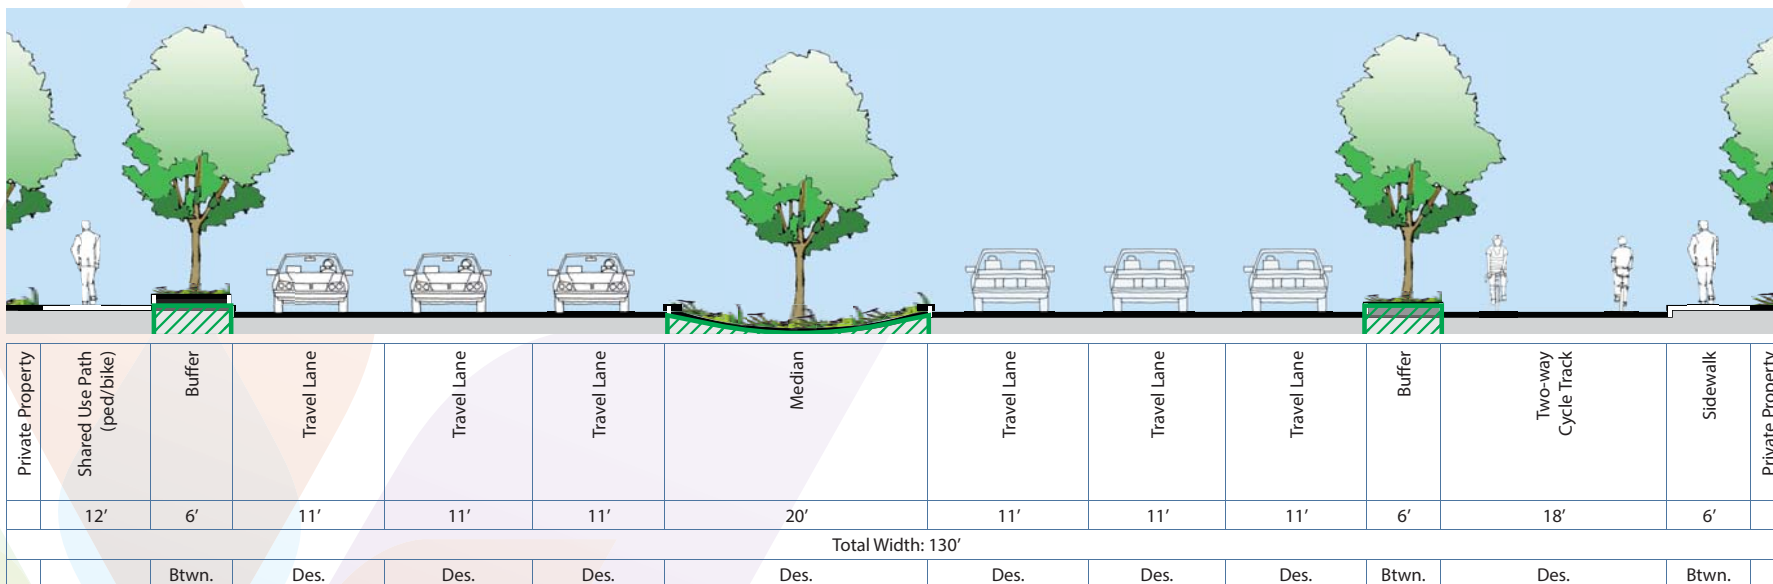 Private Property
Shared Use Path
(ped/bike)
Buffer
Travel Lane
Travel Lane
Travel Lane
Median
Travel Lane
Travel Lane
Travel Lane
Buffer
Two-way
Cycle Track
Sidewalk
Private Property
12′ 6′ 11′ 11′ 11′ 20′ 11′ 11′ 11′ 6′ 18′ 6′
Total Width: 130′
Btwn. Des. Des. Des. Des. Des. Des. Des. Btwn. Des. Btwn.